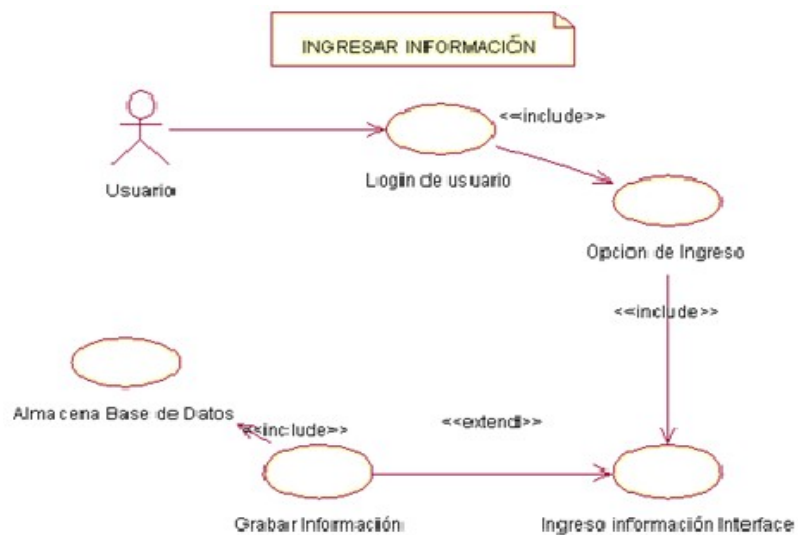 INGRESAR INFORMACIÓN
<<include>>
Usuario
Login de usuario
Opcion de Ingreso
<<include>>
Almacena Base de Datos
<<include>>
<<extend>>
Grabar Información
Ingreso información Interface